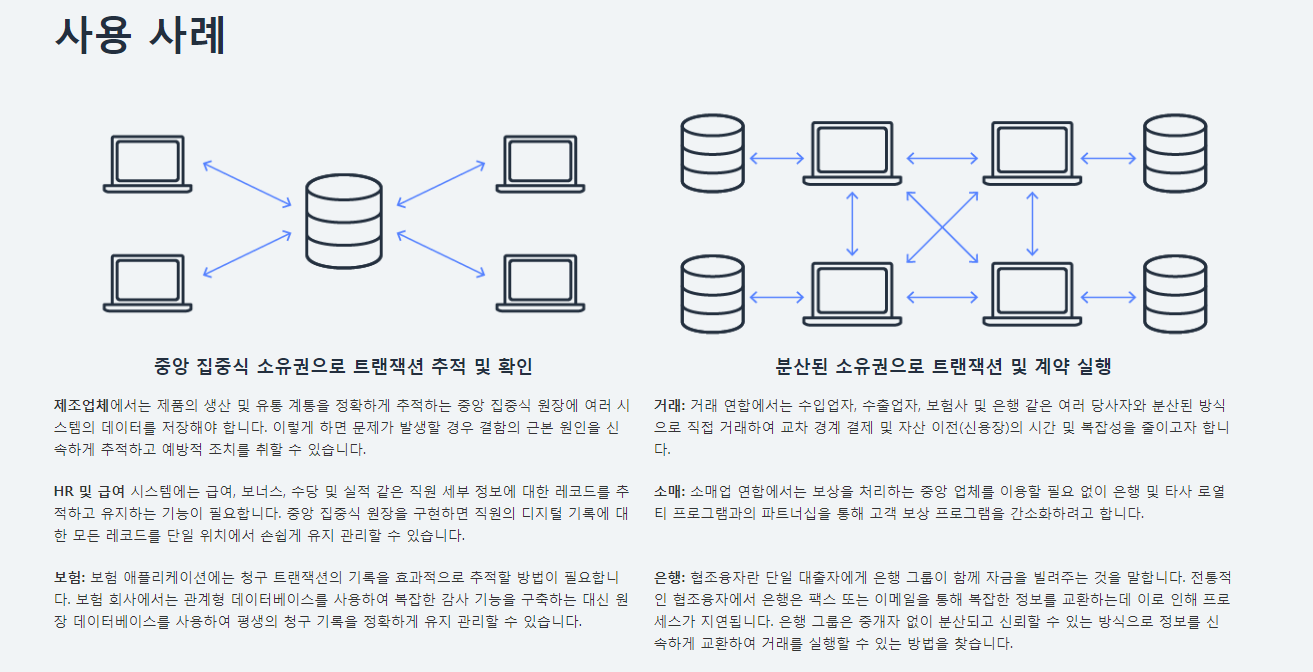 사용 사례
중앙 집중식 소유권으로 트랜잭션 추적 및 확인
제조업체에서는 제품의 생산 및 유통 계통을 정확하게 추적하는 중앙 집중식 원장에 여러 시
스템의 데이터를 저장해야 합니다. 이렇게 하면 문제가 발생할 경우 결함의 근본 원인을 신
속하게 추적하고 예방적 조치를 취할 수 있습니다.
HR 및 급여 시스템에는 급여, 보너스, 수당 및 실적 같은 직원 세부 정보에 대한 레코드를 추
적하고 유지하는 기능이 필요합니다. 중앙 집중식 원장을 구현하면 직원의 디지털 기록에 대
한 모든 레코드를 단일 위치에서 손쉽게 유지 관리할 수 있습니다.
보험: 보험 애플리케이션에는 청구 트랜잭션의 기록을 효과적으로 추적할 방법이 필요합니
다. 보험 회사에서는 관계형 데이터베이스를 사용하여 복잡한 감사 기능을 구축하는 대신 원
장 데이터베이스를 사용하여 평생의 청구 기록을 정확하게 유지 관리할 수 있습니다.
분산된 소유권으로 트랜잭션 및 계약 실행
거래: 거래 연합에서는 수입업자, 수출업자, 보험사 및 은행 같은 여러 당사자와 분산된 방식
으로 직접 거래하여 교차 경계 결제 및 자산 이전(신용장)의 시간 및 복잡성을 줄이고자 합니
다.
소매: 소매업 연합에서는 보상을 처리하는 중앙 업체를 이용할 필요 없이 은행 및 타사 로열
티 프로그램과의 파트너십을 통해 고객 보상 프로그램을 간소화하려고 합니다.
은행: 협조융자란 단일 대출자에게 은행 그룹이 함께 자금을 빌려주는 것을 말합니다. 전통적
인 협조융자에서 은행은 팩스 또는 이메일을 통해 복잡한 정보를 교환하는데 이로 인해 프로
세스가 지연됩니다. 은행 그룹은 중개자 없이 분산되고 신뢰할 수 있는 방식으로 정보를 신
속하게 교환하여 거래를 실행할 수 있는 방법을 찾습니다.